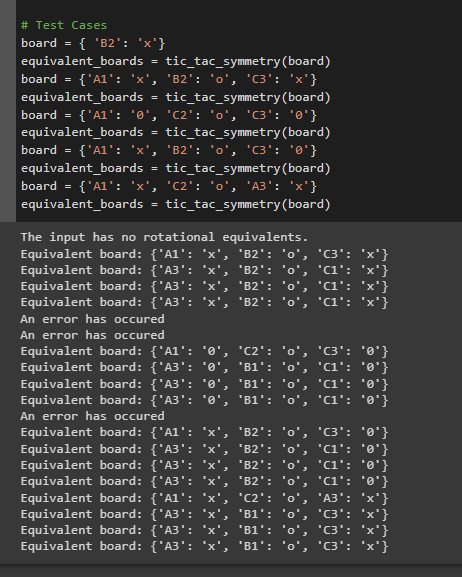 # Test Cases
board = { 'B2': 'x'}
equivalent_boards = tic_tac_symmetry(board)
board = {'A1': 'x', 'B2': 'o', 'C3': 'x'}
equivalent_boards = tic_tac_symmetry(board)
board = {'A1': '0', 'C2': 'o', 'C3': '0'}
equivalent_boards = tic_tac_symmetry(board)
board = {'A1': 'x', 'B2': 'o', 'C3': '0'}
equivalent_boards = tic_tac_symmetry(board)
board = {'A1': 'x', 'C2': 'o', 'A3': 'x'}
equivalent_boards = tic_tac_symmetry(board)
The input has no rotational equivalents.
Equivalent board: {'A1': 'x', 'B2': 'o', 'C3': 'x'}
Equivalent board: {'A3': 'x', 'B2': 'o', 'C1': 'x'}
Equivalent board: {'A3': 'x', 'B2': 'o', 'C1': 'x'}
Equivalent board: {'A3': 'x', 'B2': 'o', 'C1': 'x'}
An error has occured
An error has occured
Equivalent board: {'A1': '0', 'C2': 'o', 'C3': '0'}
Equivalent board: {'A3': '0', 'B1': 'o', 'C1': '0'}
Equivalent board: {'A3': '0', 'B1': 'o', 'C1': '0'}
Equivalent board: {'A3': '0', 'B1': 'o', 'C1': '0'}
An error has occured
Equivalent board: {'A1': 'x', 'B2': 'o', 'C3': '0'}
Equivalent board: {'A3': 'x', 'B2': 'o', 'C1': '0'}
Equivalent board: {'A3': 'x', 'B2': 'o', 'C1': '0'}
Equivalent board: {'A3': 'x', 'B2': 'o', 'C1': '0'}
Equivalent board: {'A1': 'x', 'C2': 'o', 'A3': 'x'}
Equivalent board: {'A3': 'x', 'B1': 'o', 'C3': 'x'}
Equivalent board: {'A3': 'x', 'B1': 'o', 'C3': 'x'}
Equivalent board: {'A3': 'x', 'B1': 'o', 'C3': 'x'}